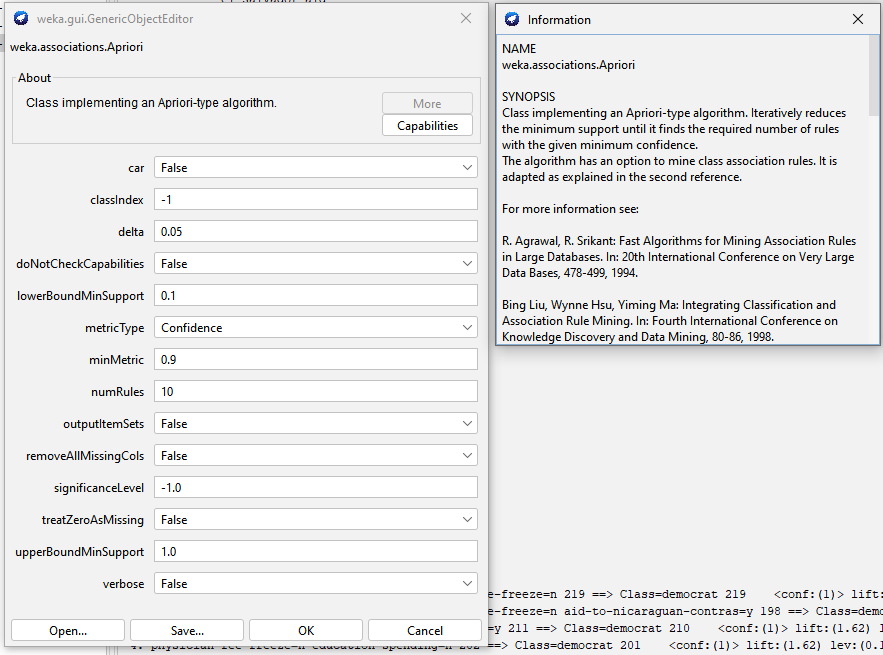 weka.gui.GenericObjectEditor
weka.associations.Apriori
About
Class implementing an Apriori-type algorithm.
More
Capabilities
car False
classIndex -1
delta 0.05
doNotCheckCapabilities False
lowerBoundMinSupport 0.1
metricType Confidence
minMetric 0.9
numRules 10
outputItemSets False
removeAllMissingCols False
significanceLevel -1.0
treatZeroAsMissing False
upperBoundMinSupport 1.0
verbose False
Open... Save... OK Cancel
Information
NAME
weka.associations.Apriori
SYNOPSIS
Class implementing an Apriori-type algorithm. Iteratively reduces
the minimum support until it finds the required number of rules
with the given minimum confidence.
The algorithm has an option to mine class association rules. It is
adapted as explained in the second reference.
For more information see:
R. Agrawal, R. Srikant: Fast Algorithms for Mining Association Rules
in Large Databases. In: 20th International Conference on Very Large
Data Bases, 478-499, 1994.
Bing Liu, Wynne Hsu, Yiming Ma: Integrating Classification and
Association Rule Mining. In: Fourth International Conference on
Knowledge Discovery and Data Mining, 80-86, 1998.
e-freeze=n 219 ==> Class=democrat 219 <conf:(1)> lift:
e-freeze=n aid-to-nicaraguan-contras=y 198 ==> Class=demo
=y 211 ==> Class=democrat 210 <conf:(1)> lift:(1.62) l
==> Class=democrat 201 <conf:(1)> lift:(1.62) lev:(0.1